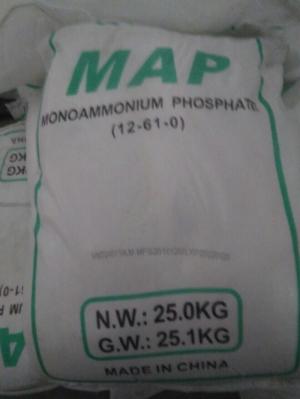 MAP
MONOAMMONIUM PHOSPHATE
(12-61-0)
N.W.: 25.0KG
G.W.: 25.1KG
MADE IN CHINA